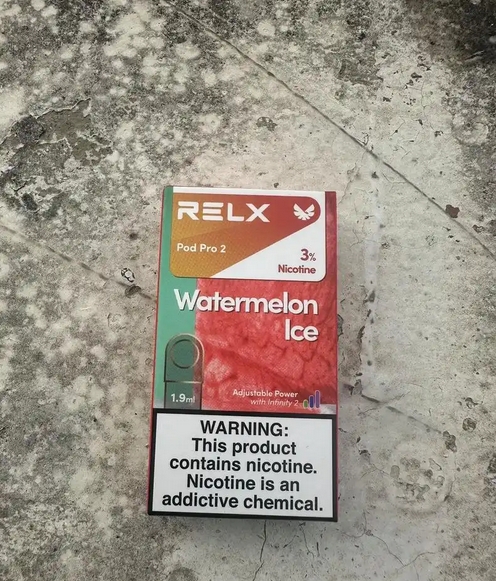 RELX
Pod Pro 2
3%
Nicotine
Watermelon
Ice
1.9ml
Adjustable Power
with Infinity 2
WARNING:
This product
contains nicotine.
Nicotine is an
addictive chemical.